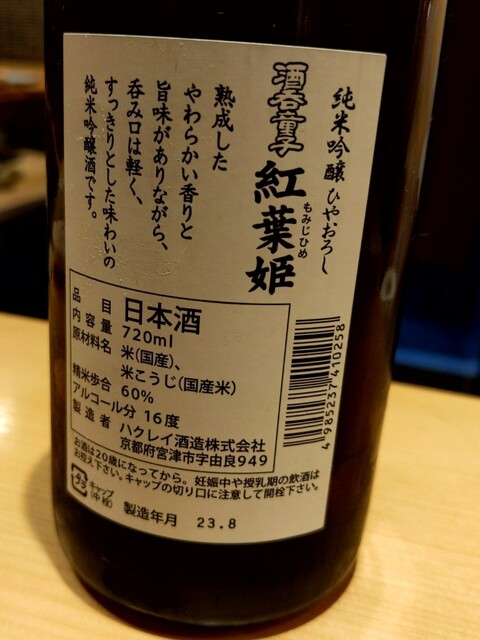 純米吟醸 ひやおろし
酒呑童子
紅葉姫
もみじひめ
熟成した
やわらかい香りと
旨味がありながら、
呑み口は軽く、
すっきりとした味わいの
純米吟醸酒です。
品目 日本酒
内容量 720ml
原材料名 米(国産)、
米こうじ(国産米)
精米歩合 60%
アルコール分 16度
製造者 ハクレイ酒造株式会社
京都府宮津市字由良949
お酒は20歳になってから。妊娠中や授乳期の飲酒は
お控え下さい。キャップの切り口に注意して開栓下さい。
プラ
キャップ
(中栓)
製造年月 23.8
4 985237 410258